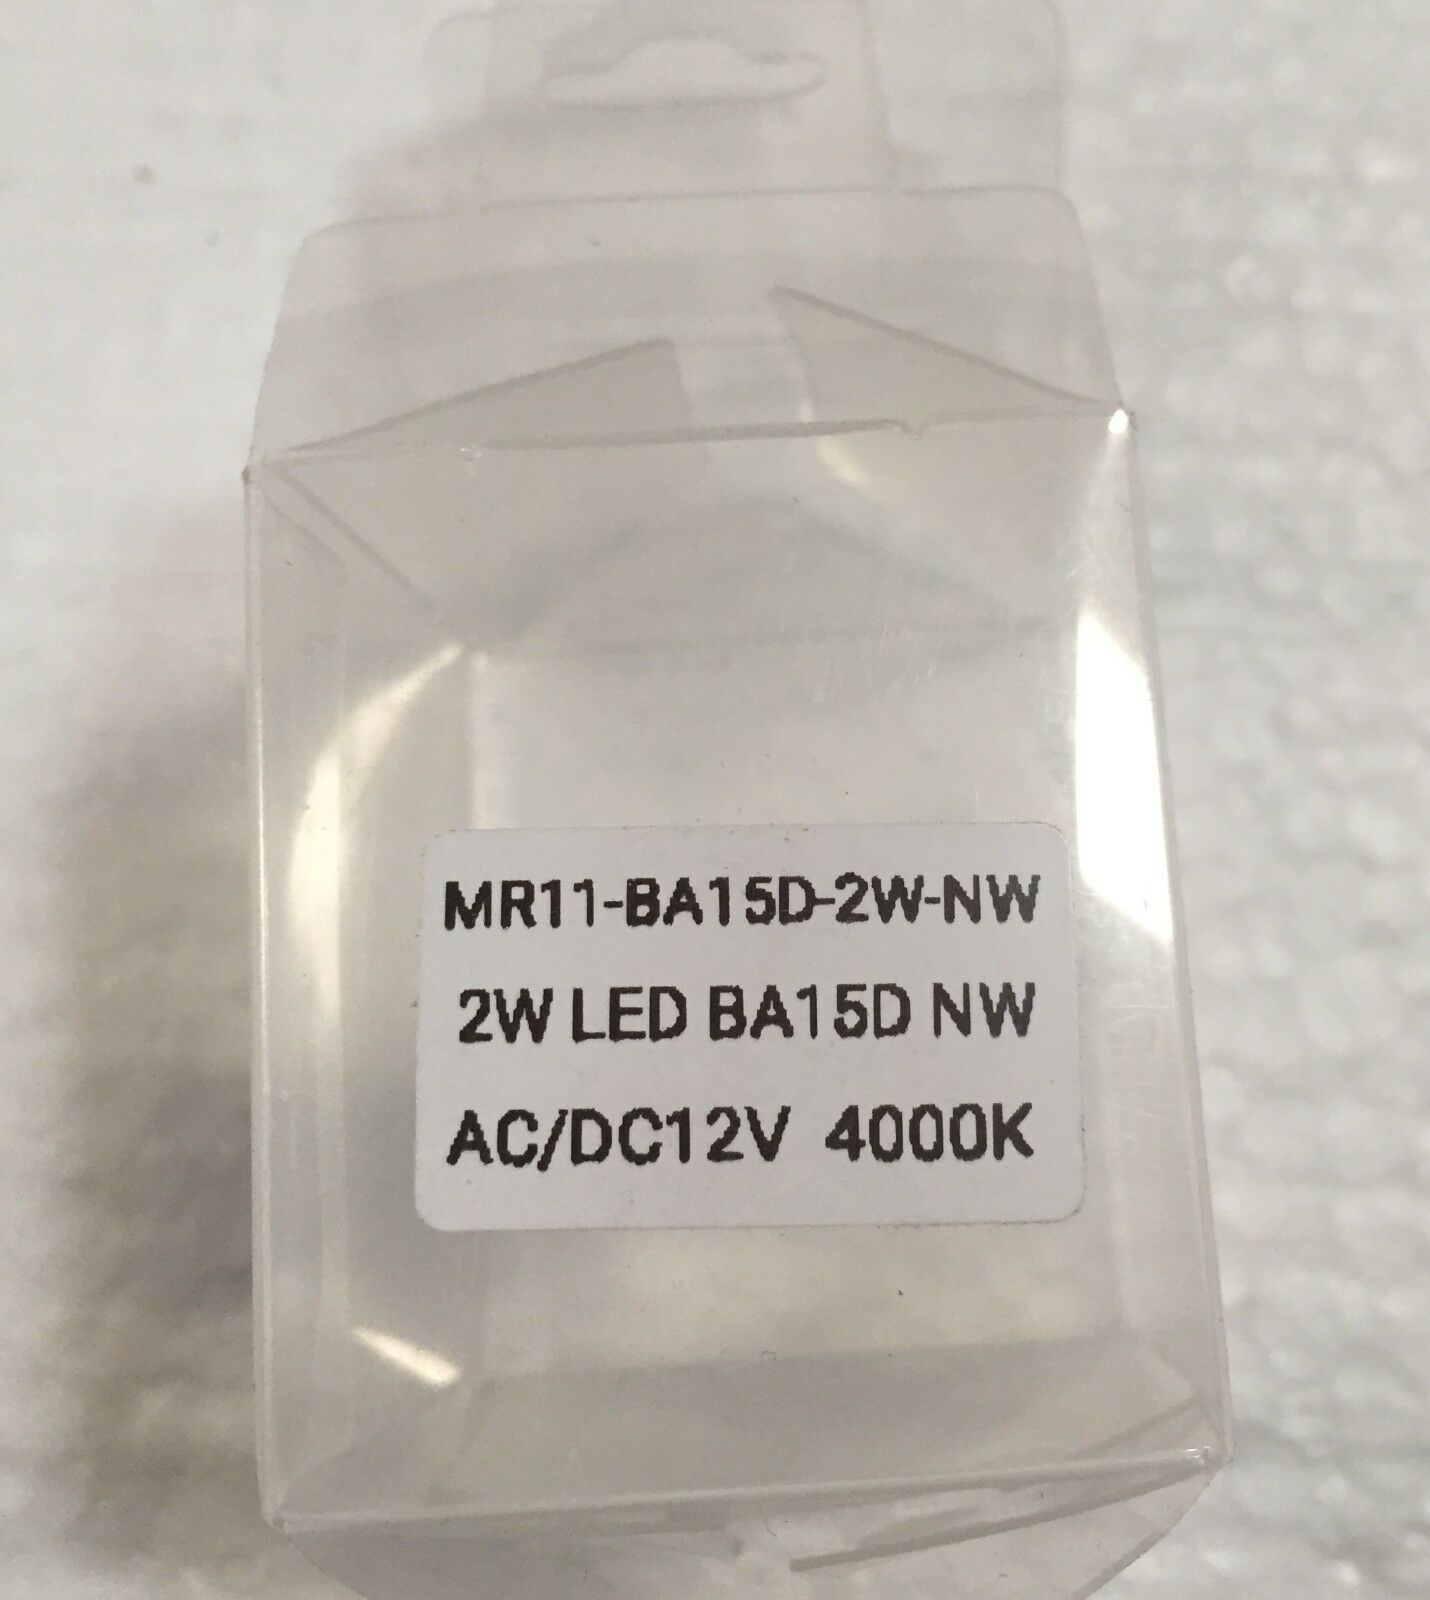 MR11-BA15D-2W-NW
2W LED BA15D NW
AC/DC12V 4000K